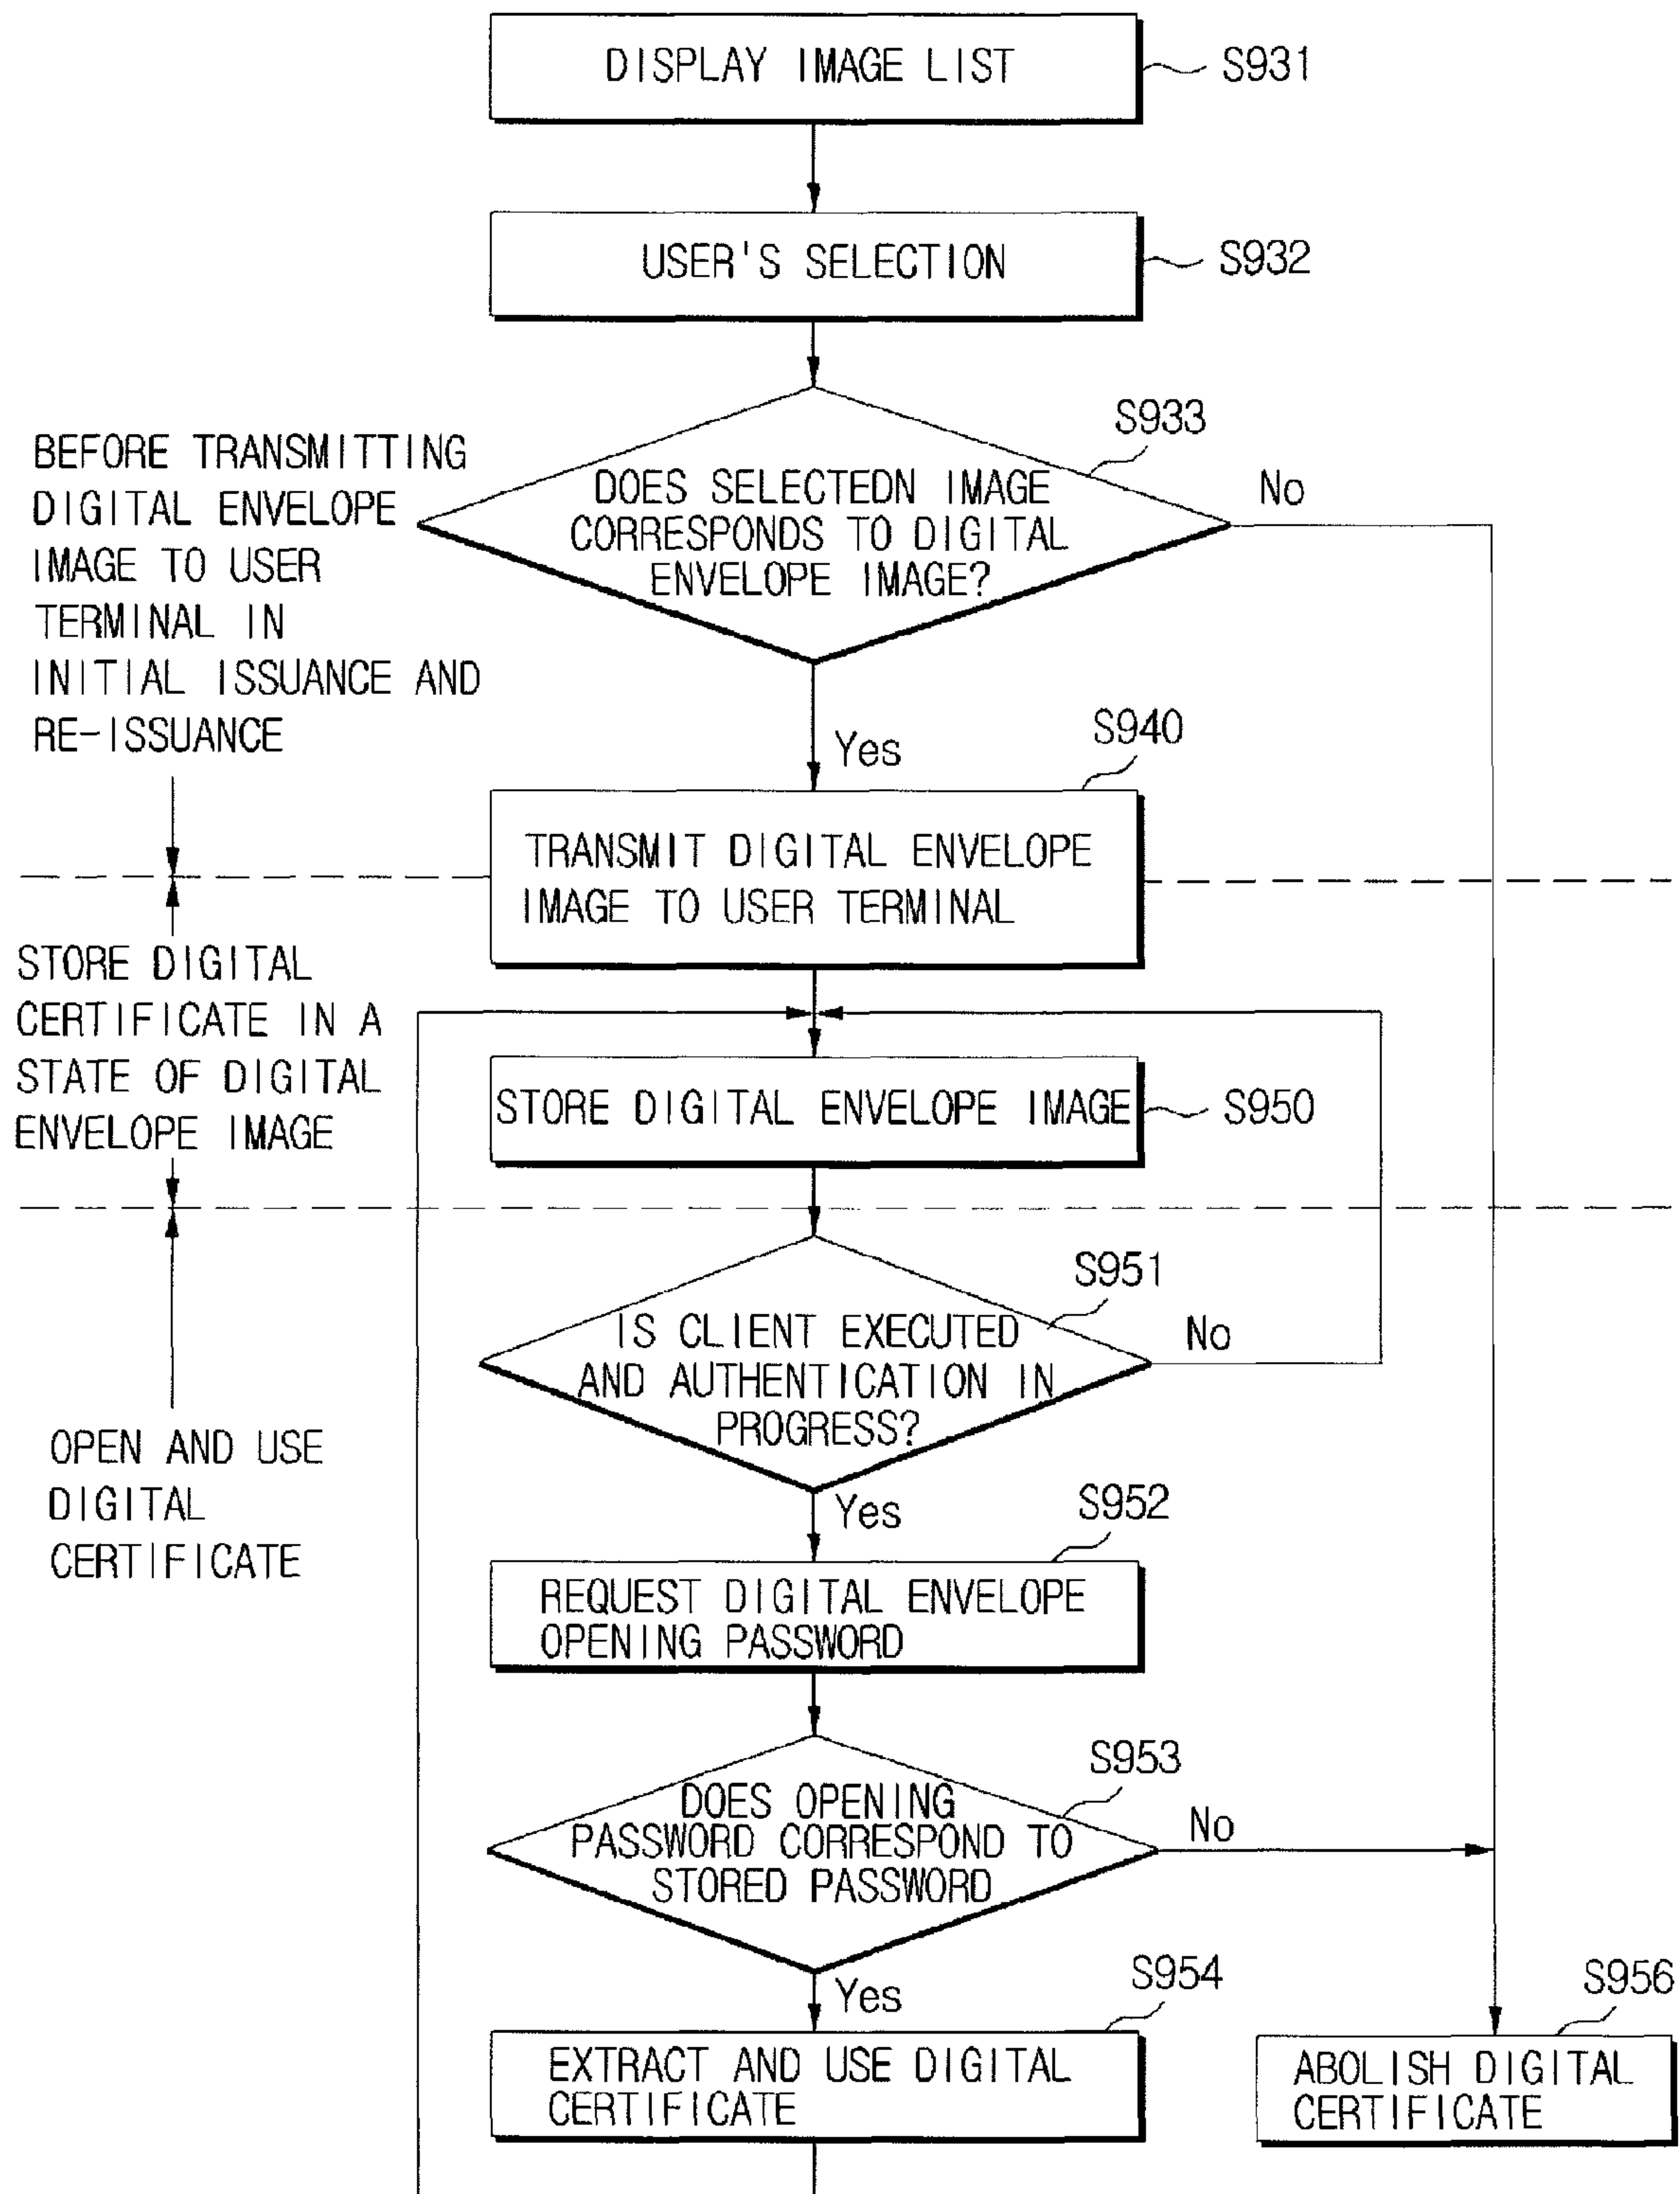 DISPLAY IMAGE LIST
S931
USER'S SELECTION
S932
BEFORE TRANSMITTING
DIGITAL ENVELOPE
IMAGE TO USER
TERMINAL IN
INITIAL ISSUANCE AND
RE-ISSUANCE
S933
DOES SELECTEDN IMAGE
CORRESPONDS TO DIGITAL
ENVELOPE IMAGE?
No
Yes
S940
TRANSMIT DIGITAL ENVELOPE
IMAGE TO USER TERMINAL
STORE DIGITAL
CERTIFICATE IN A
STATE OF DIGITAL
ENVELOPE IMAGE
STORE DIGITAL ENVELOPE IMAGE
S950
S951
IS CLIENT EXECUTED
AND AUTHENTICATION IN
PROGRESS?
No
Yes
OPEN AND USE
DIGITAL
CERTIFICATE
S952
REQUEST DIGITAL ENVELOPE
OPENING PASSWORD
S953
DOES OPENING
PASSWORD CORRESPOND TO
STORED PASSWORD
No
Yes
S954
EXTRACT AND USE DIGITAL
CERTIFICATE
S956
ABOLISH DIGITAL
CERTIFICATE